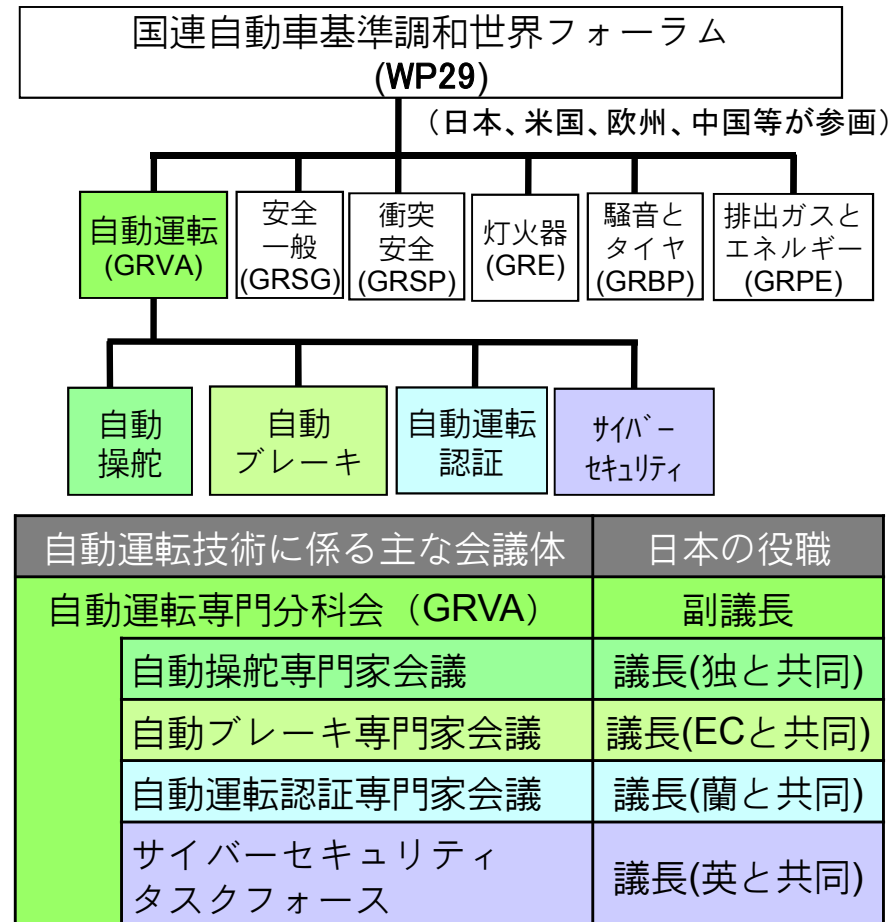 国連自動車基準調和世界フォーラム
(WP29)
(日本、米国、欧州、中国等が参画)
自動運転
(GRVA)
安全
一般
(GRSG)
衝突
安全
(GRSP)
灯火器
(GRE)
騒音と
タイヤ
(GRBP)
排出ガスと
エネルギー
(GRPE)
自動
操舵
自動
ブレーキ
自動運転
認証
ｻｲﾊﾞｰ
ｾｷｭﾘﾃｨ
自動運転技術に係る主な会議体
日本の役職
自動運転専門分科会（GRVA）
副議長
自動操舵専門家会議
議長(独と共同)
自動ブレーキ専門家会議
議長(ECと共同)
自動運転認証専門家会議
議長(蘭と共同)
サイバーセキュリティ
タスクフォース
議長(英と共同)